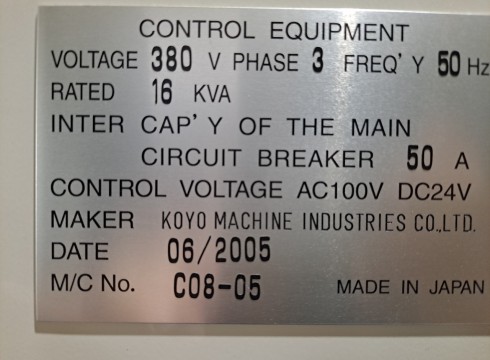 CONTROL EQUIPMENT
VOLTAGE 380 V PHASE 3 FREQ'Y 50 Hz
RATED 16 KVA
INTER CAP'Y OF THE MAIN
CIRCUIT BREAKER 50 A
CONTROL VOLTAGE AC100V DC24V
MAKER KOYO MACHINE INDUSTRIES CO.,LTD.
DATE 06/2005
M/C No. C08-05 MADE IN JAPAN